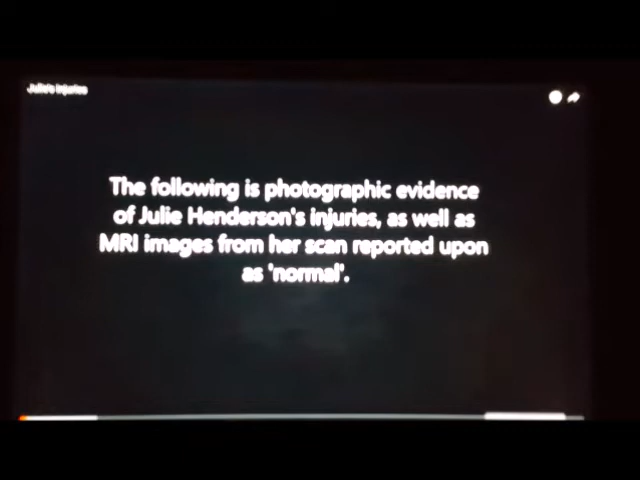 Julie's Injuries
The following is photographic evidence
of Julie Henderson's injuries, as well as
MRI images from her scan reported upon
as 'normal'.